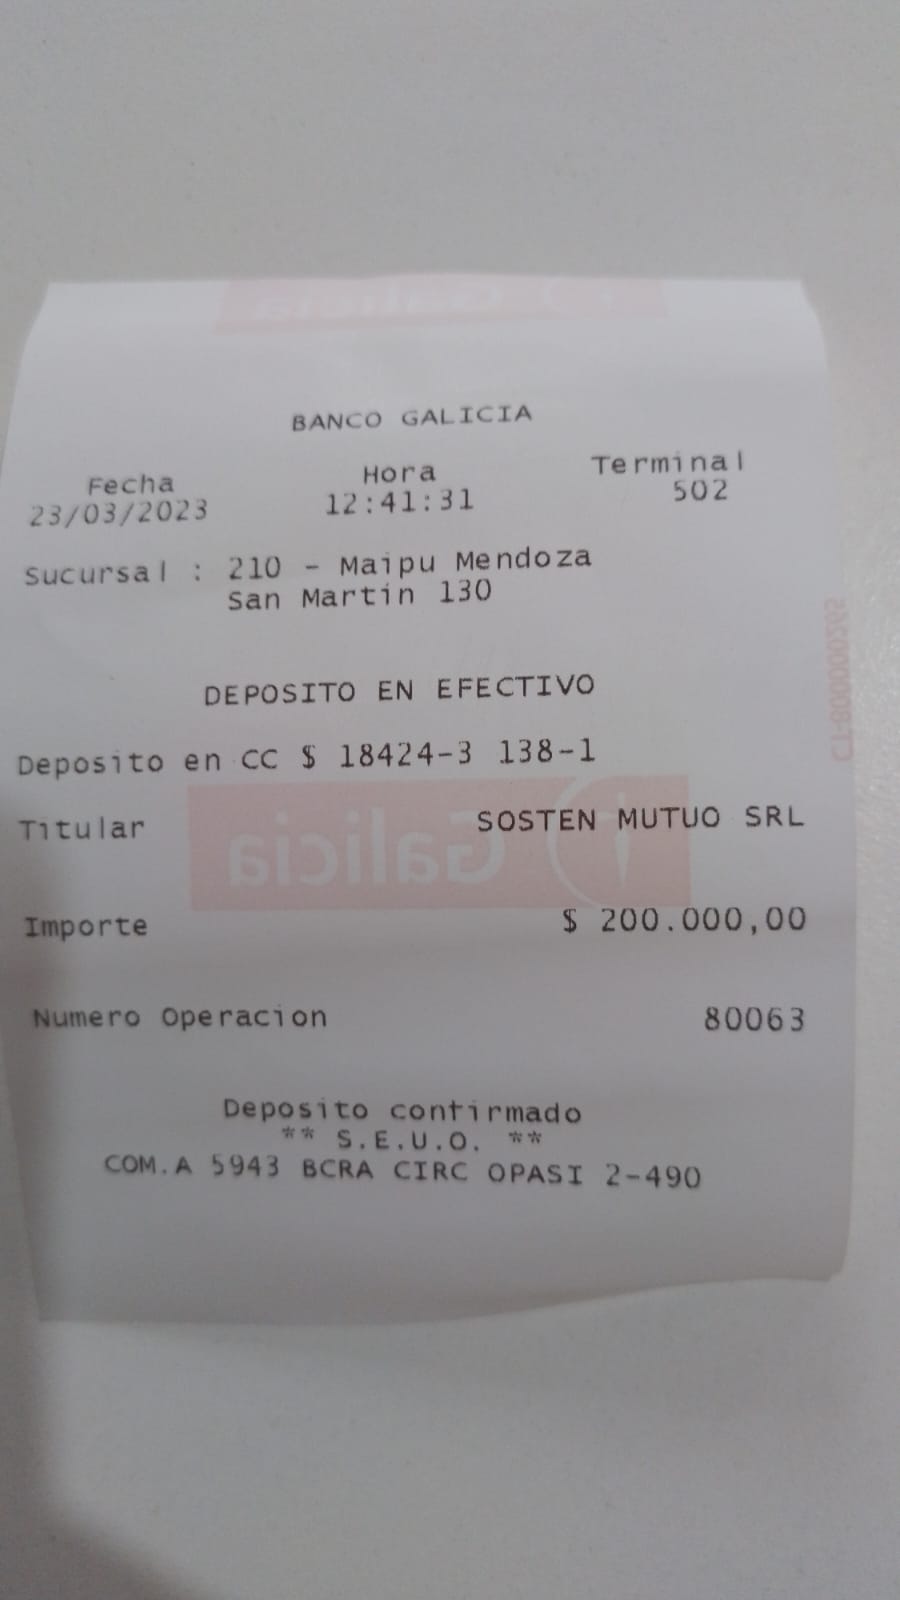 BANCO GALICIA
Fecha Hora Terminal
23/03/2023 12:41:31 502
Sucursal : 210 - Maipu Mendoza
San Martin 130
DEPOSITO EN EFECTIVO
Deposito en CC $ 18424-3 138-1
Titular SOSTEN MUTUO SRL
Galicia
Importe $ 200.000,00
Numero Operacion 80063
Deposito confirmado
** S.E.U.O. **
COM.A 5943 BCRA CIRC OPASI 2-490